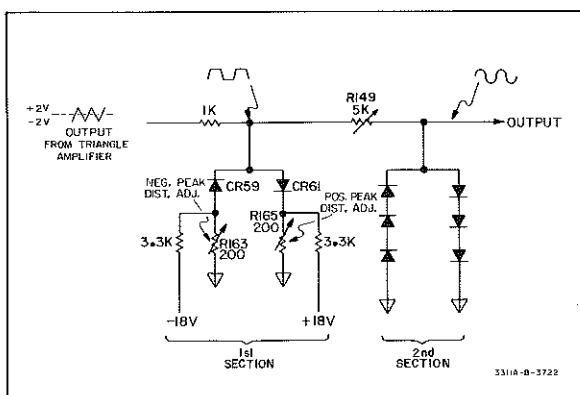 +2V
-2V
OUTPUT
FROM TRIANGLE
AMPLIFIER
1K
R149
5K
OUTPUT
CR59
CR61
NEG. PEAK
DIST. ADJ.
POS. PEAK
DIST. ADJ.
3.3K
R163
200
R165
200
3.3K
-18V
+18V
1st
SECTION
2nd
SECTION
3311A-B-3722